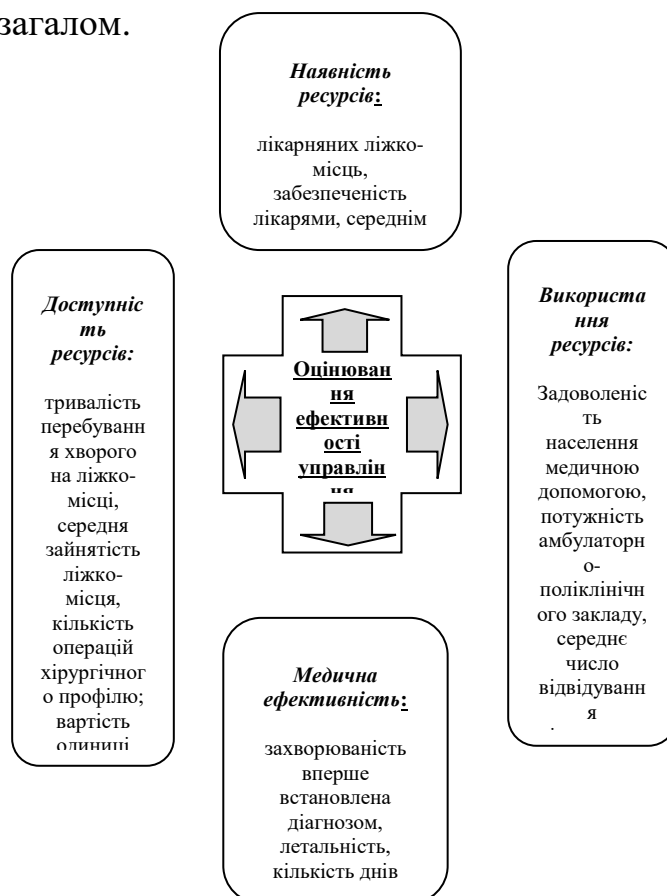 загалом.
Наявність
ресурсів:
лікарняних ліжко-
місць,
забезпеченість
лікарями, середнім
Доступніс
ть
ресурсів:
тривалість
перебуванн
я хворого
на ліжко-
місці,
середня
зайнятість
ліжко-
місця,
кількість
операцій
хірургічног
о профілю;
вартість
одиниці
Оцінюван
ня
ефективн
ості
управлін
ня
Використа
ння
ресурсів:
Задоволеніс
ть
населення
медичною
допомогою,
потужність
амбулаторн
о-
поліклінічн
ого закладу,
середнє
число
відвідуванн
я
Медична
ефективність:
захворюваність
вперше
встановлена
діагнозом,
летальність,
кількість днів